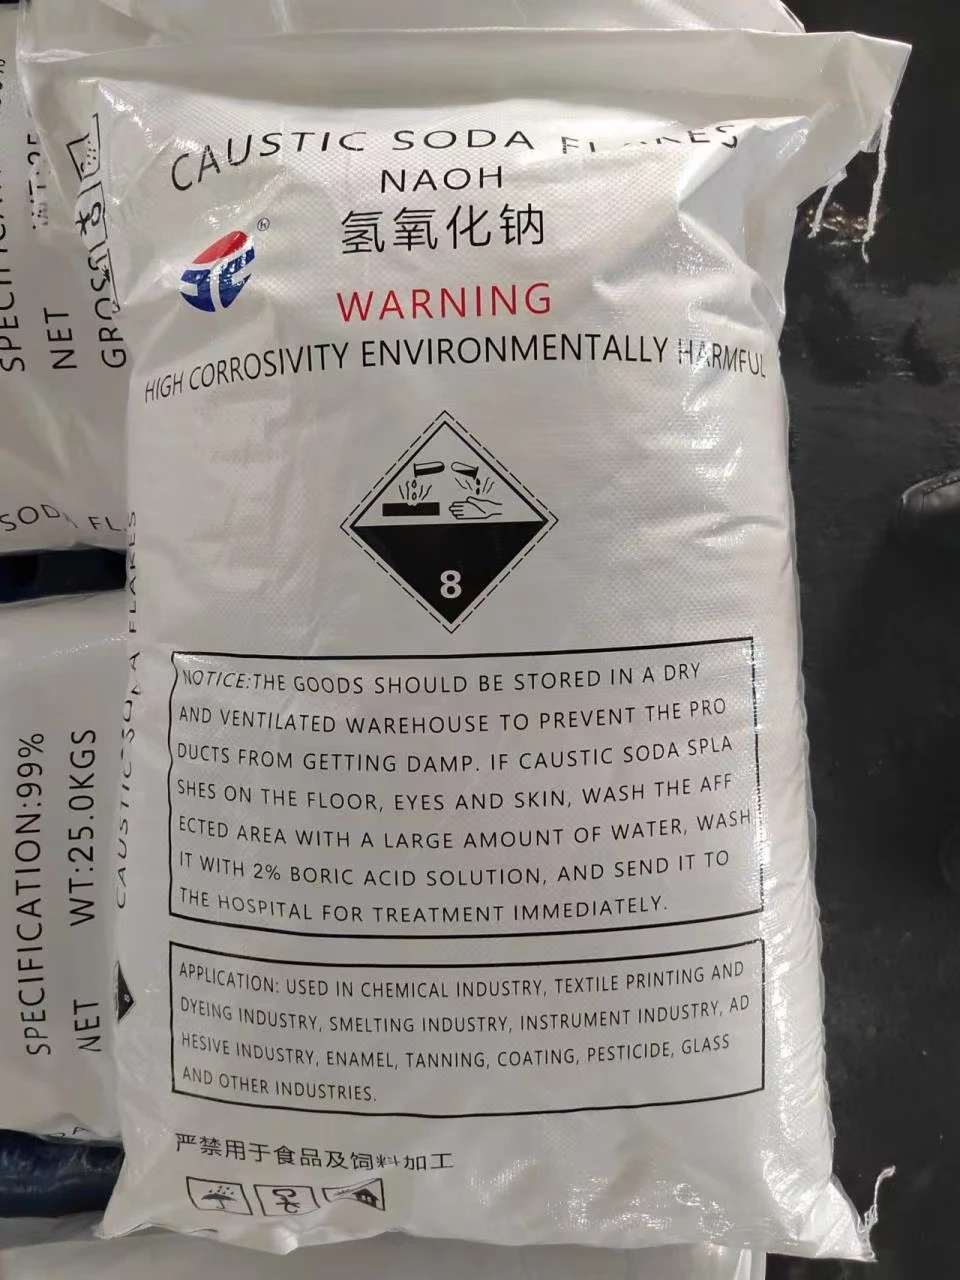 CAUSTIC SODA FLAKES
NAOH
氢氧化钠
®
WARNING
HIGH CORROSIVITY ENVIRONMENTALLY HARMFUL
8
NOTICE:THE GOODS SHOULD BE STORED IN A DRY
AND VENTILATED WAREHOUSE TO PREVENT THE PRO
DUCTS FROM GETTING DAMP. IF CAUSTIC SODA SPLA
SHES ON THE FLOOR, EYES AND SKIN, WASH THE AFF
ECTED AREA WITH A LARGE AMOUNT OF WATER, WASH
IT WITH 2% BORIC ACID SOLUTION, AND SEND IT TO
THE HOSPITAL FOR TREATMENT IMMEDIATELY.
APPLICATION: USED IN CHEMICAL INDUSTRY, TEXTILE PRINTING AND
DYEING INDUSTRY, SMELTING INDUSTRY, INSTRUMENT INDUSTRY, AD
HESIVE INDUSTRY, ENAMEL, TANNING, COATING, PESTICIDE, GLASS
AND OTHER INDUSTRIES.
严禁用于食品及饲料加工
CAUSTIC SODA FLAKES
SPECIFICATION:99%
NET WT:25.0KGS
NET
SODA